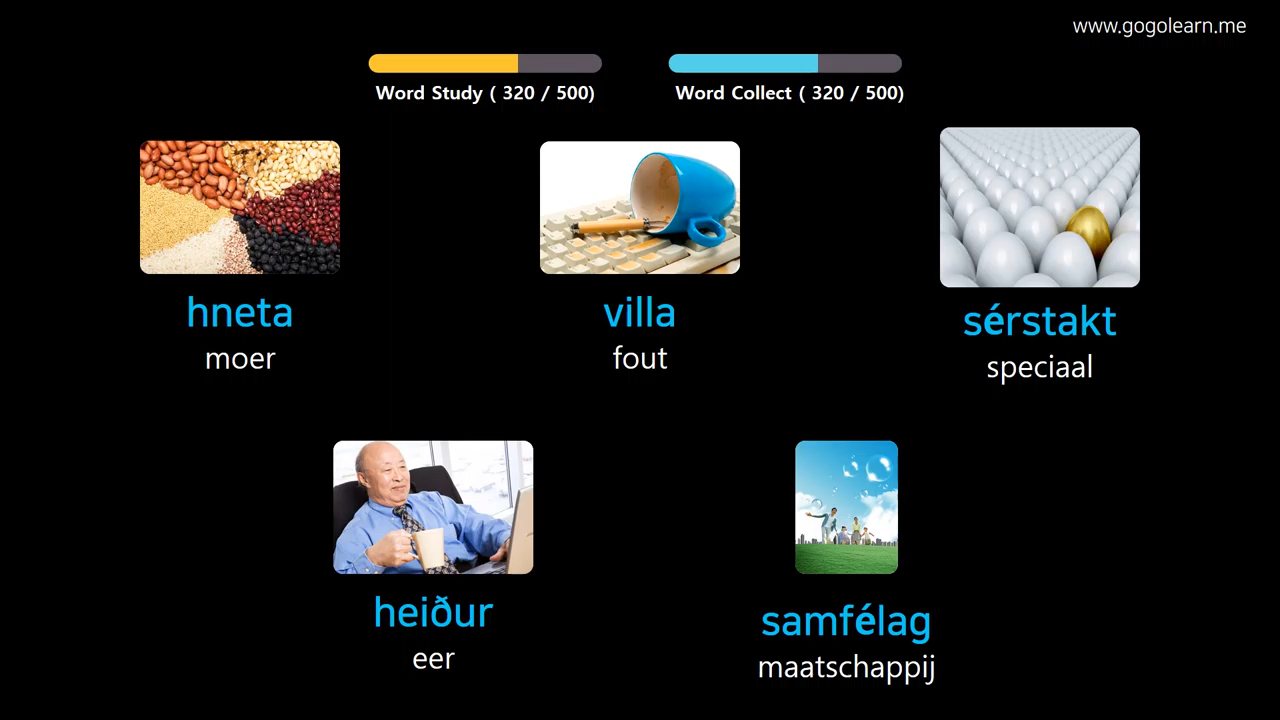 www.gogolearn.me
Word Study ( 320 / 500)
Word Collect ( 320 / 500)
hneta
moer
villa
fout
sérstakt
speciaal
heiður
eer
samfélag
maatschappij